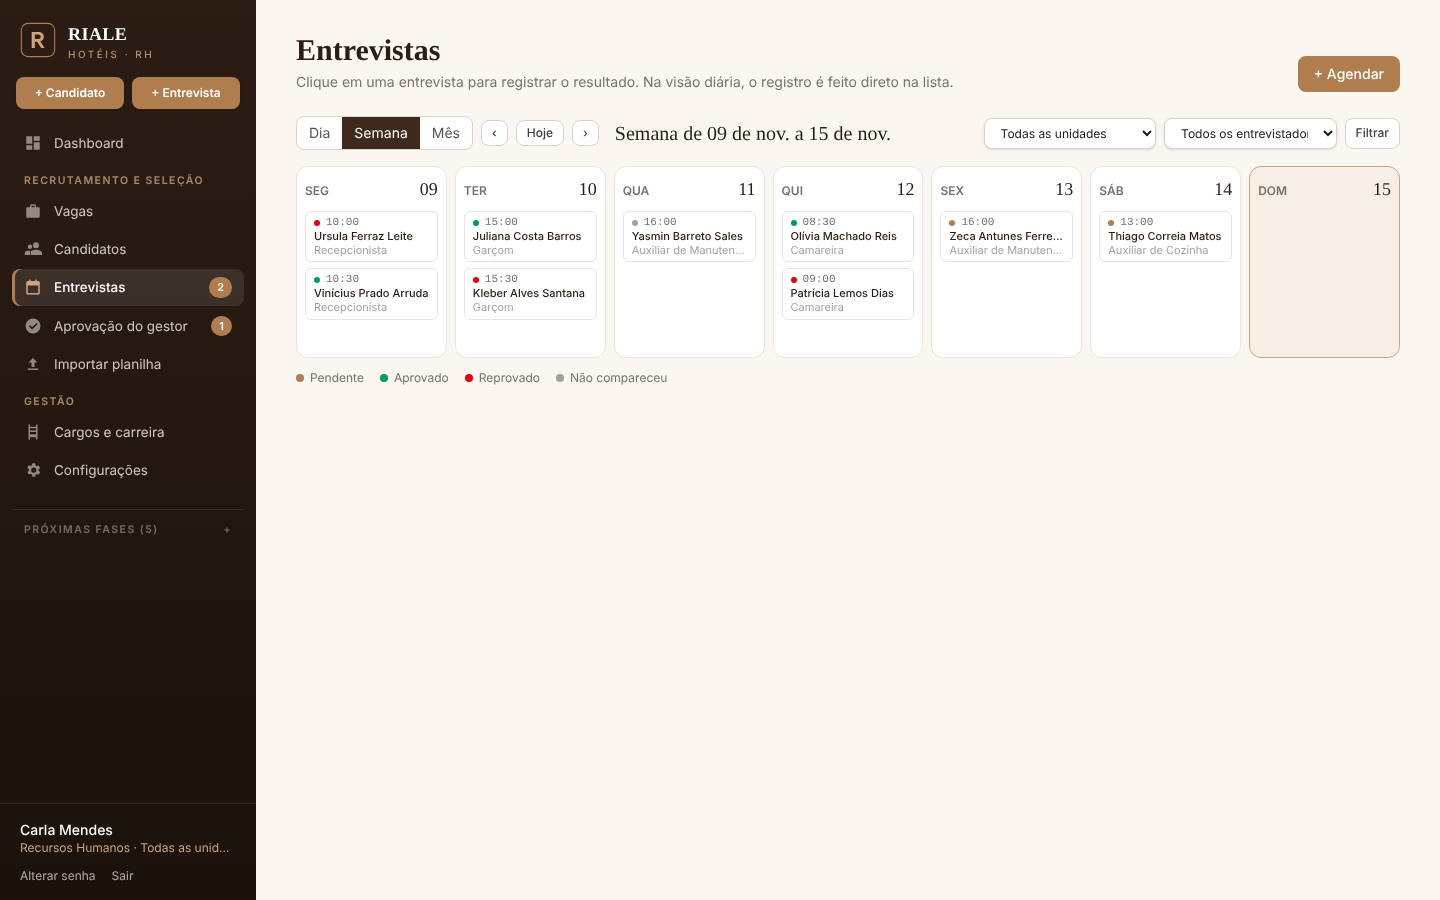 R
RIALE
HOTÉIS · RH
+ Candidato
+ Entrevista
Dashboard
RECRUTAMENTO E SELEÇÃO
Vagas
Candidatos
Entrevistas 2
Aprovação do gestor 1
Importar planilha
GESTÃO
Cargos e carreira
Configurações
PRÓXIMAS FASES (5) +
Carla Mendes
Recursos Humanos · Todas as unid...
Alterar senha Sair
Entrevistas
Clique em uma entrevista para registrar o resultado. Na visão diária, o registro é feito direto na lista.
+ Agendar
Dia Semana Mês ‹ Hoje › Semana de 09 de nov. a 15 de nov.
Todas as unidades
Todos os entrevistador
Filtrar
SEG 09
10:00
Ursula Ferraz Leite
Recepcionista
10:30
Vinícius Prado Arruda
Recepcionista
TER 10
15:00
Juliana Costa Barros
Garçom
15:30
Kleber Alves Santana
Garçom
QUA 11
16:00
Yasmin Barreto Sales
Auxiliar de Manuten...
QUI 12
08:30
Olívia Machado Reis
Camareira
09:00
Patrícia Lemos Dias
Camareira
SEX 13
16:00
Zeca Antunes Ferre...
Auxiliar de Manuten...
SÁB 14
13:00
Thiago Correia Matos
Auxiliar de Cozinha
DOM 15
Pendente Aprovado Reprovado Não compareceu